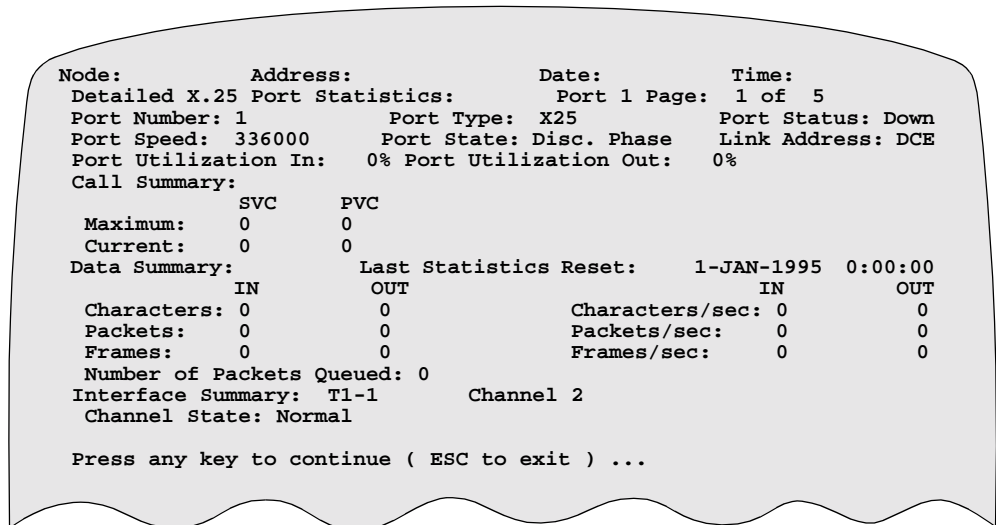 Node: Address: Date: Time:
Detailed X.25 Port Statistics: Port 1 Page: 1 of 5
Port Number: 1 Port Type: X25 Port Status: Down
Port Speed: 336000 Port State: Disc. Phase Link Address: DCE
Port Utilization In: 0% Port Utilization Out: 0%
Call Summary:
SVC PVC
Maximum: 0 0
Current: 0 0
Data Summary: Last Statistics Reset: 1-JAN-1995 0:00:00
IN OUT IN OUT
Characters: 0 0 Characters/sec: 0 0
Packets: 0 0 Packets/sec: 0 0
Frames: 0 0 Frames/sec: 0 0
Number of Packets Queued: 0
Interface Summary: T1-1 Channel 2
Channel State: Normal
Press any key to continue ( ESC to exit ) ...